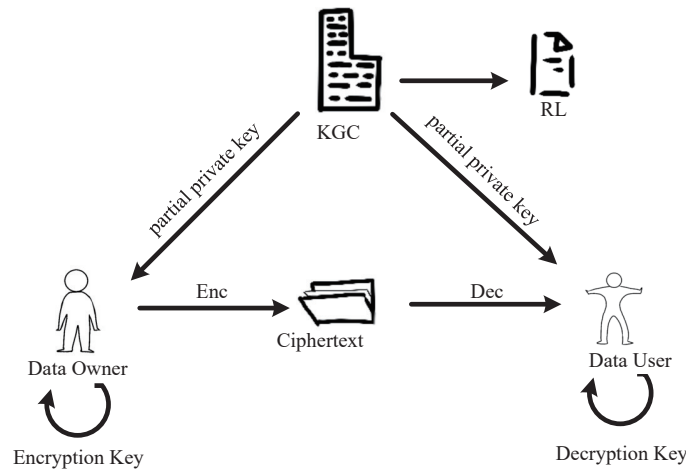 KGC
RL
partial private key
partial private key
Enc
Dec
Ciphertext
Data Owner
Data User
Encryption Key
Decryption Key